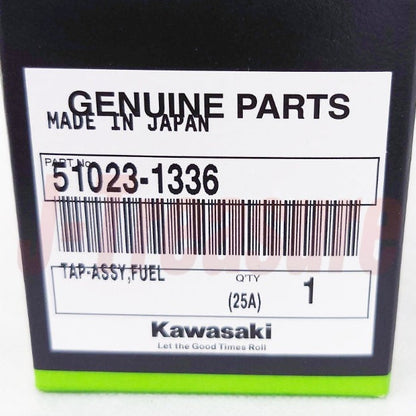 GENUINE PARTS
MADE IN JAPAN
PART No.
51023-1336
TAP-ASSY,FUEL
Q'TY
(25A) 1
Kawasaki
Let the Good Times Roll
J-Treasure